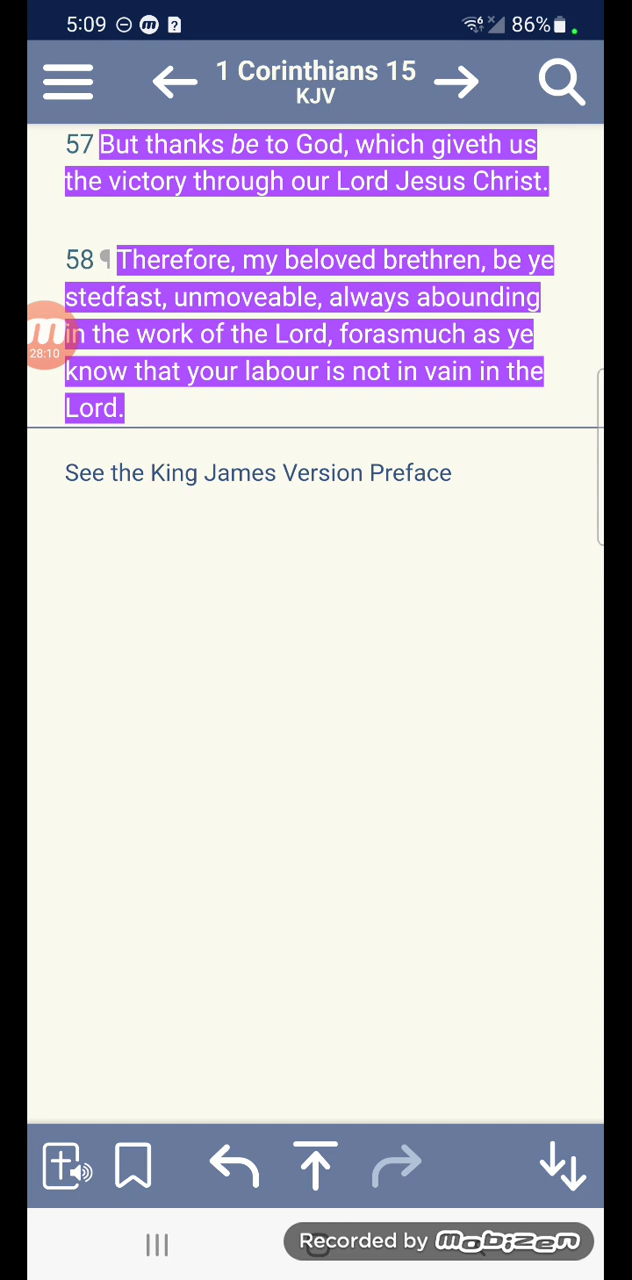 5:09 86%
1 Corinthians 15
KJV
57 But thanks be to God, which giveth us
the victory through our Lord Jesus Christ.
58 ¶ Therefore, my beloved brethren, be ye
stedfast, unmoveable, always abounding
in the work of the Lord, forasmuch as ye
28:10
know that your labour is not in vain in the
Lord.
See the King James Version Preface
Recorded by mobizen